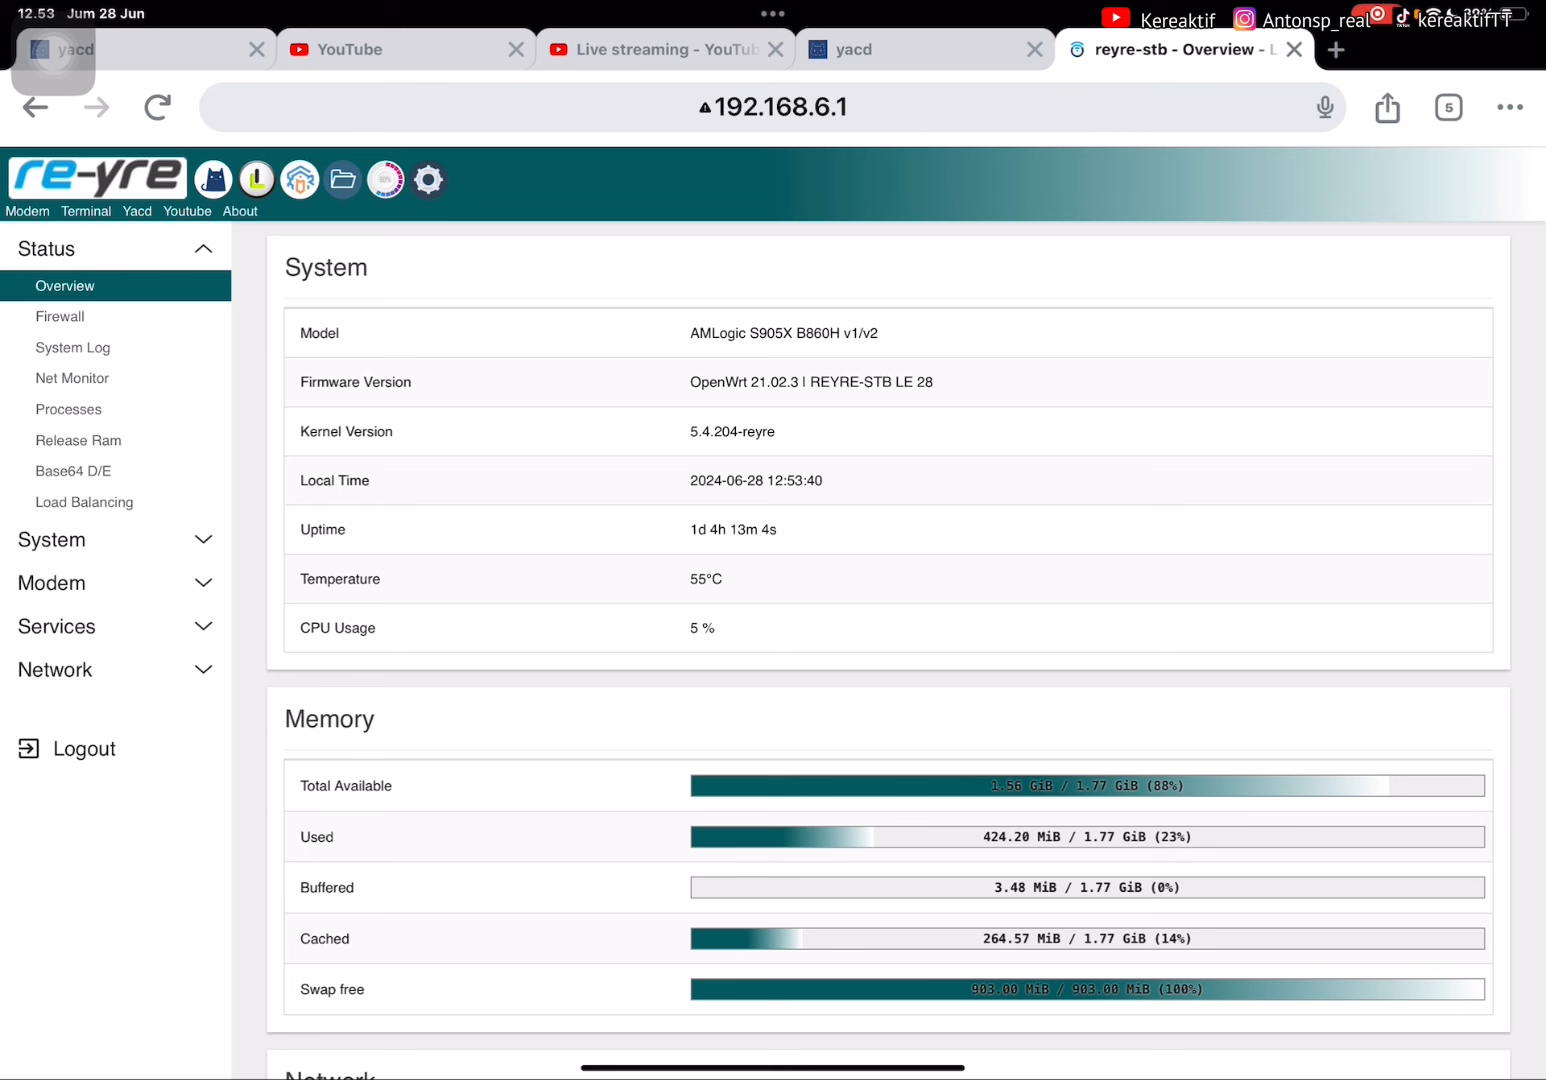 12.53 Jum 28 Jun
Kereaktif Antonsp_real kereaktifTT
yacd
YouTube
Live streaming - YouTub
yacd
reyre-stb - Overview - L
192.168.6.1
5
re-yre
Modem Terminal Yacd Youtube About
Status
Overview
Firewall
System Log
Net Monitor
Processes
Release Ram
Base64 D/E
Load Balancing
System
Modem
Services
Network
Logout
System
Model AMLogic S905X B860H v1/v2
Firmware Version OpenWrt 21.02.3 | REYRE-STB LE 28
Kernel Version 5.4.204-reyre
Local Time 2024-06-28 12:53:40
Uptime 1d 4h 13m 4s
Temperature 55°C
CPU Usage 5 %
Memory
Total Available 1.56 GiB / 1.77 GiB (88%)
Used 424.20 MiB / 1.77 GiB (23%)
Buffered 3.48 MiB / 1.77 GiB (0%)
Cached 264.57 MiB / 1.77 GiB (14%)
Swap free 903.00 MiB / 903.00 MiB (100%)
Network